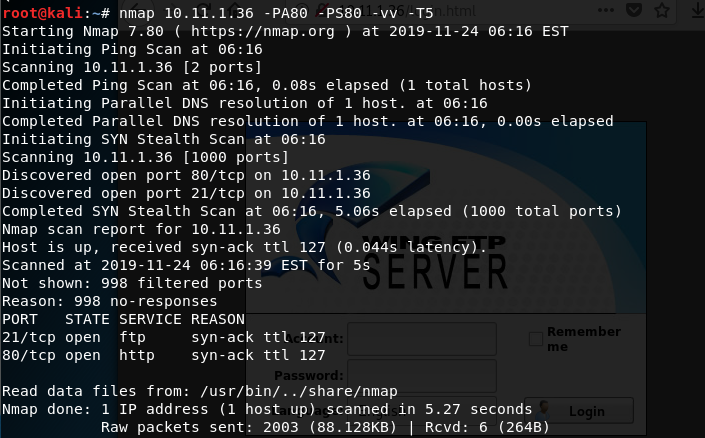 root@kali:~# nmap 10.11.1.36 -PA80 -PS80 -vv -T5
Starting Nmap 7.80 ( https://nmap.org ) at 2019-11-24 06:16 EST
Initiating Ping Scan at 06:16
Scanning 10.11.1.36 [2 ports]
Completed Ping Scan at 06:16, 0.08s elapsed (1 total hosts)
Initiating Parallel DNS resolution of 1 host. at 06:16
Completed Parallel DNS resolution of 1 host. at 06:16, 0.00s elapsed
Initiating SYN Stealth Scan at 06:16
Scanning 10.11.1.36 [1000 ports]
Discovered open port 80/tcp on 10.11.1.36
Discovered open port 21/tcp on 10.11.1.36
Completed SYN Stealth Scan at 06:16, 5.06s elapsed (1000 total ports)
Nmap scan report for 10.11.1.36
Host is up, received syn-ack ttl 127 (0.044s latency).
Scanned at 2019-11-24 06:16:39 EST for 5s
Not shown: 998 filtered ports
Reason: 998 no-responses
PORT   STATE SERVICE REASON
21/tcp open  ftp     syn-ack ttl 127
80/tcp open  http    syn-ack ttl 127
Read data files from: /usr/bin/../share/nmap
Nmap done: 1 IP address (1 host up) scanned in 5.27 seconds
Raw packets sent: 2003 (88.128KB) | Rcvd: 6 (264B)
WING FTP
SERVER
Account:
Remember
me
Password:
Login